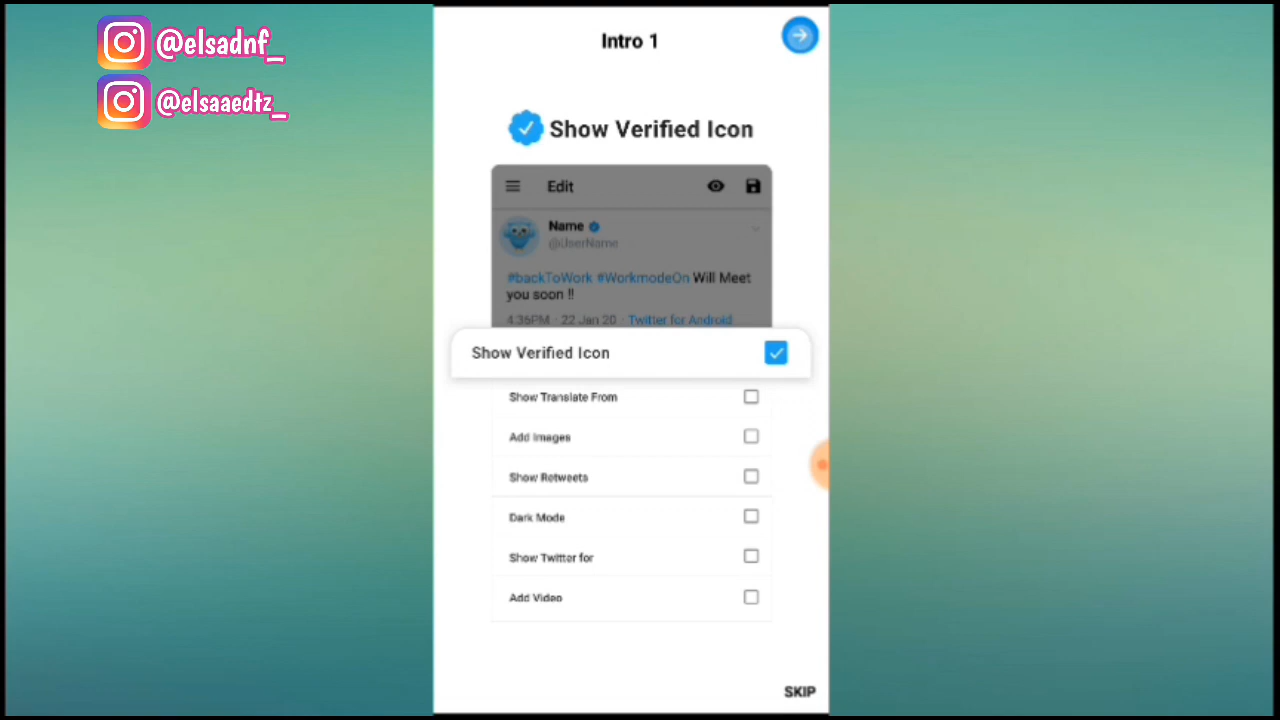 @elsadnf_
@elsaaedtz_
Intro 1
Show Verified Icon
Edit
Name
@UserName
#backToWork #WorkmodeOn Will Meet
you soon !!
4:36PM · 22 Jan 20 · Twitter for Android
Show Verified Icon
Show Translate From
Add Images
Show Retweets
Dark Mode
Show Twitter for
Add Video
SKIP